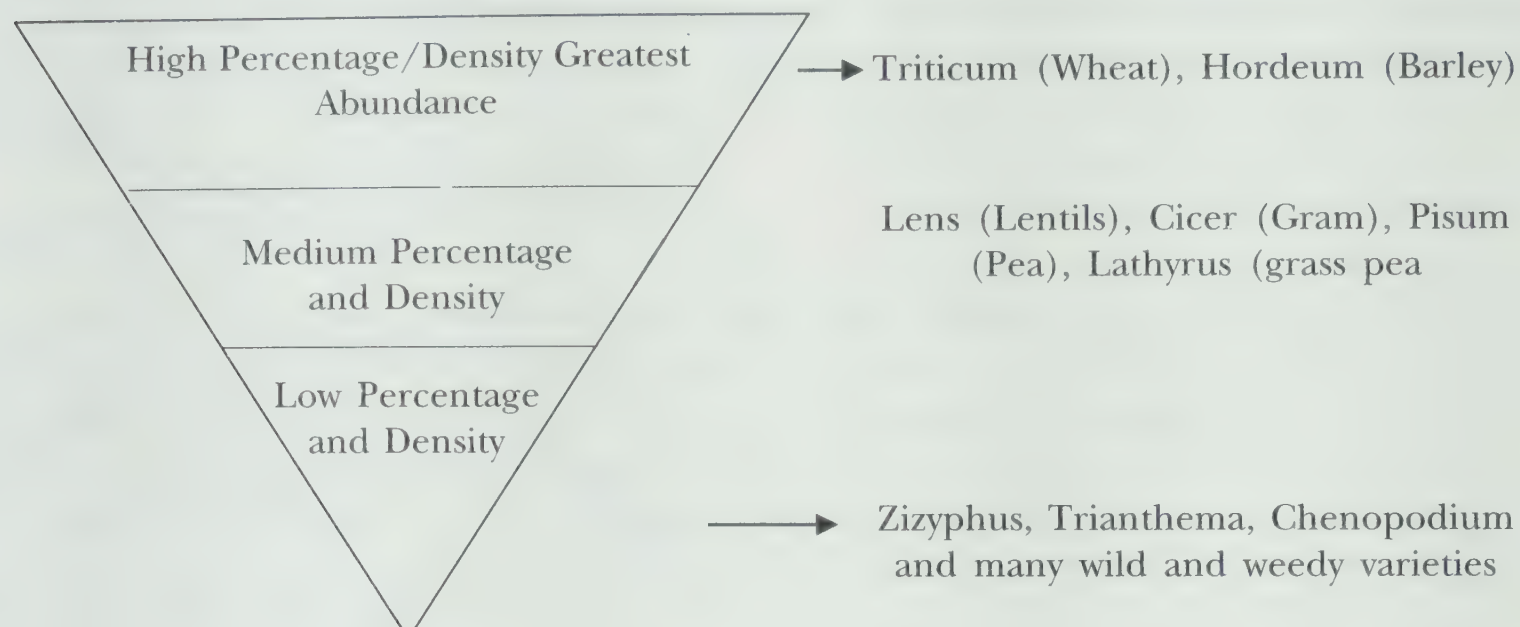 High Percentage/Density Greatest
Abundance
Triticum (Wheat), Hordeum (Barley)
Medium Percentage
and Density
Lens (Lentils), Cicer (Gram), Pisum
(Pea), Lathyrus (grass pea
Low Percentage
and Density
Zizyphus, Trianthema, Chenopodium
and many wild and weedy varieties